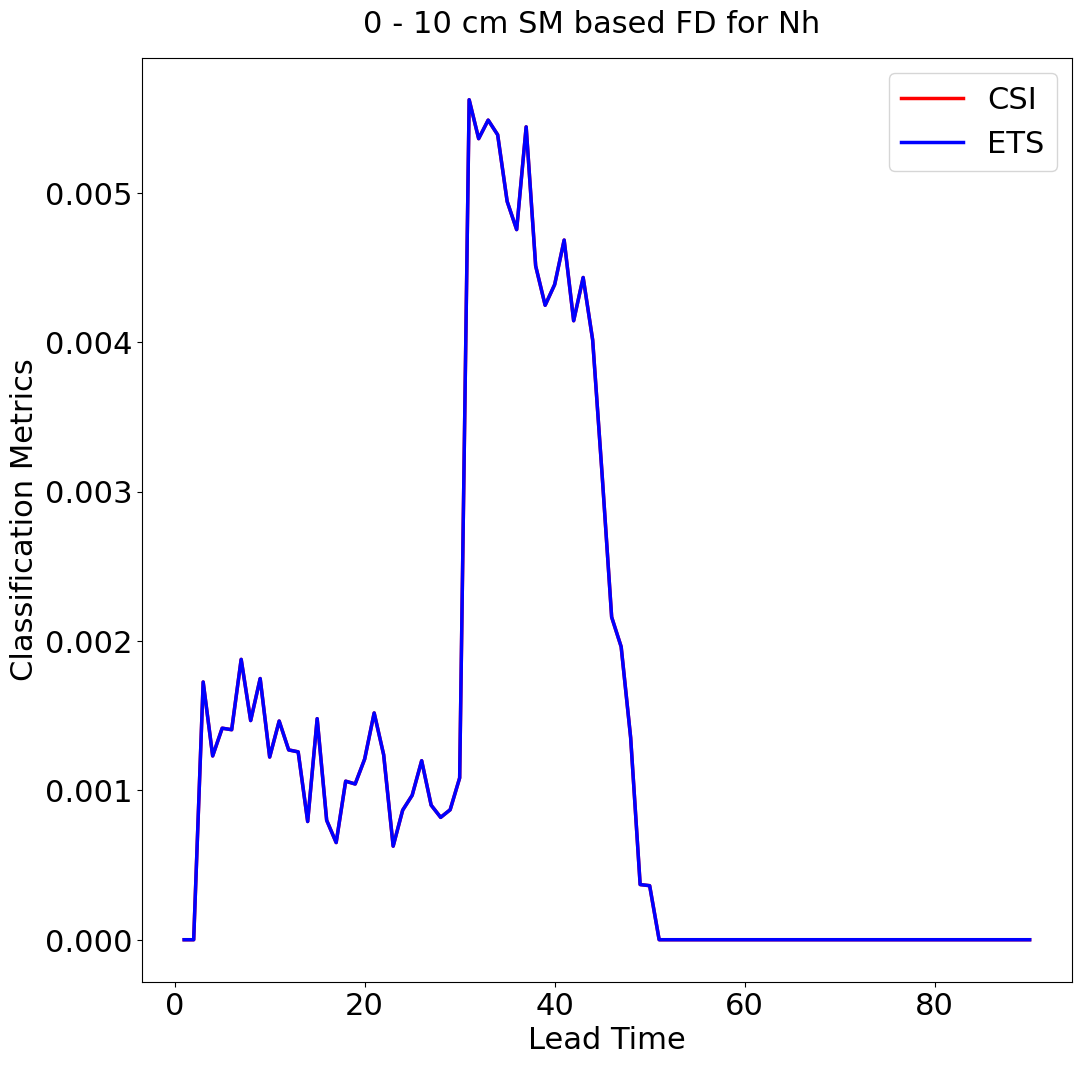 0 - 10 cm SM based FD for Nh
CSI
ETS
Classification Metrics
0.005
0.004
0.003
0.002
0.001
0.000
0 20 40 60 80
Lead Time